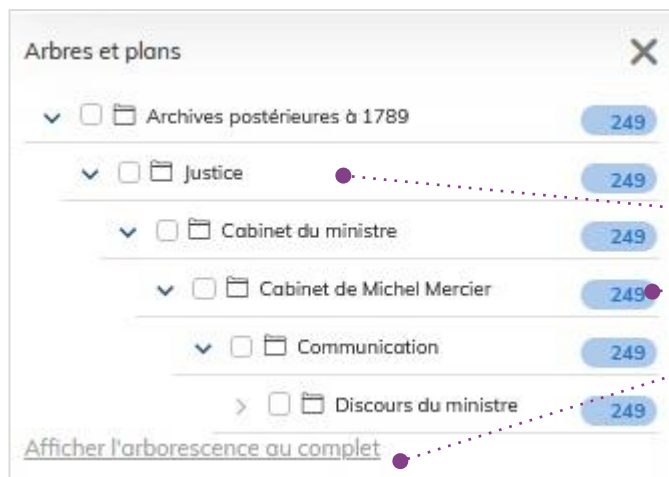 Arbres et plans
Archives postérieures à 1789 249
Justice 249
Cabinet du ministre 249
Cabinet de Michel Mercier 249
Communication 249
Discours du ministre 249
Afficher l'arborescence au complet